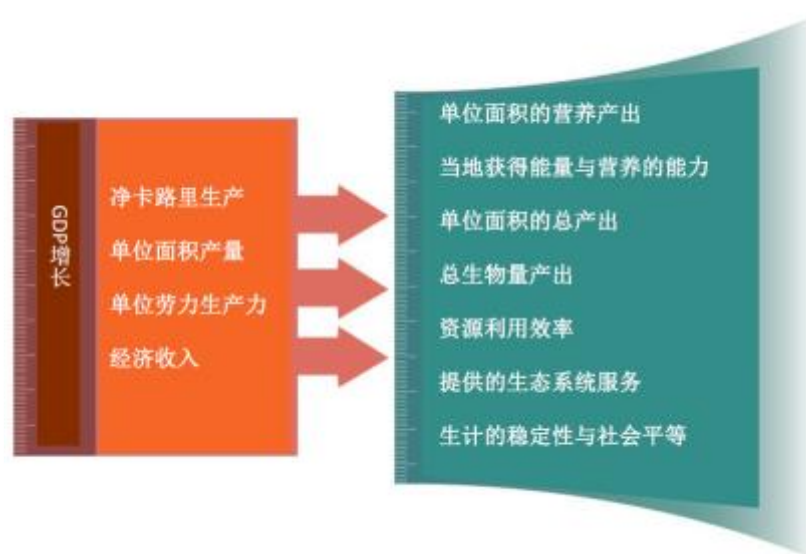 GDP增长
净卡路里生产
单位面积产量
单位劳力生产力
经济收入
单位面积的营养产出
当地获得能量与营养的能力
单位面积的总产出
总生物量产出
资源利用效率
提供的生态系统服务
生计的稳定性与社会平等